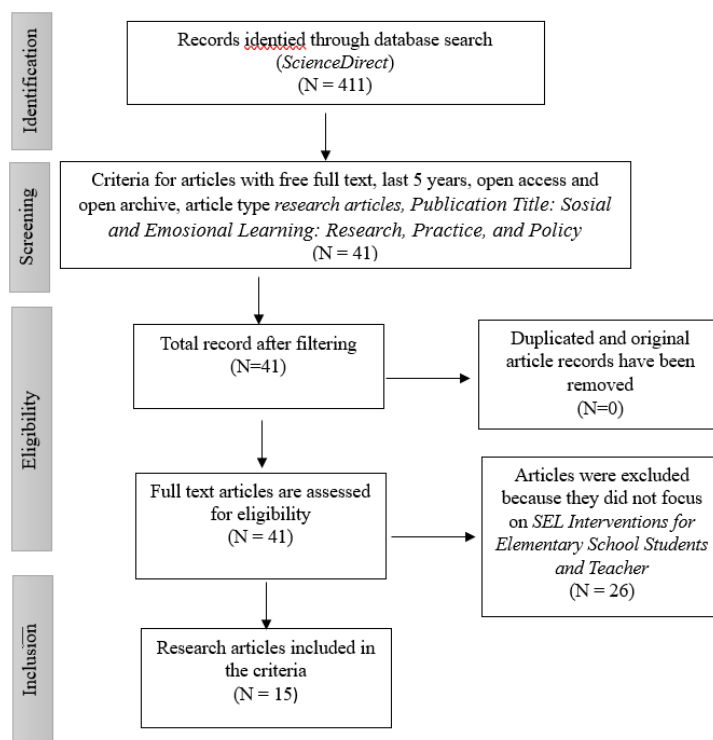 Identification
Records identied through database search
(ScienceDirect)
(N = 411)
Screening
Criteria for articles with free full text, last 5 years, open access and
open archive, article type research articles, Publication Title: Sosial
and Emosional Learning: Research, Practice, and Policy
(N = 41)
Eligibility
Total record after filtering
(N=41)
Duplicated and original
article records have been
removed
(N=0)
Full text articles are assessed
for eligibility
(N = 41)
Articles were excluded
because they did not focus
on SEL Interventions for
Elementary School Students
and Teacher
(N = 26)
Inclusion
Research articles included in
the criteria
(N = 15)